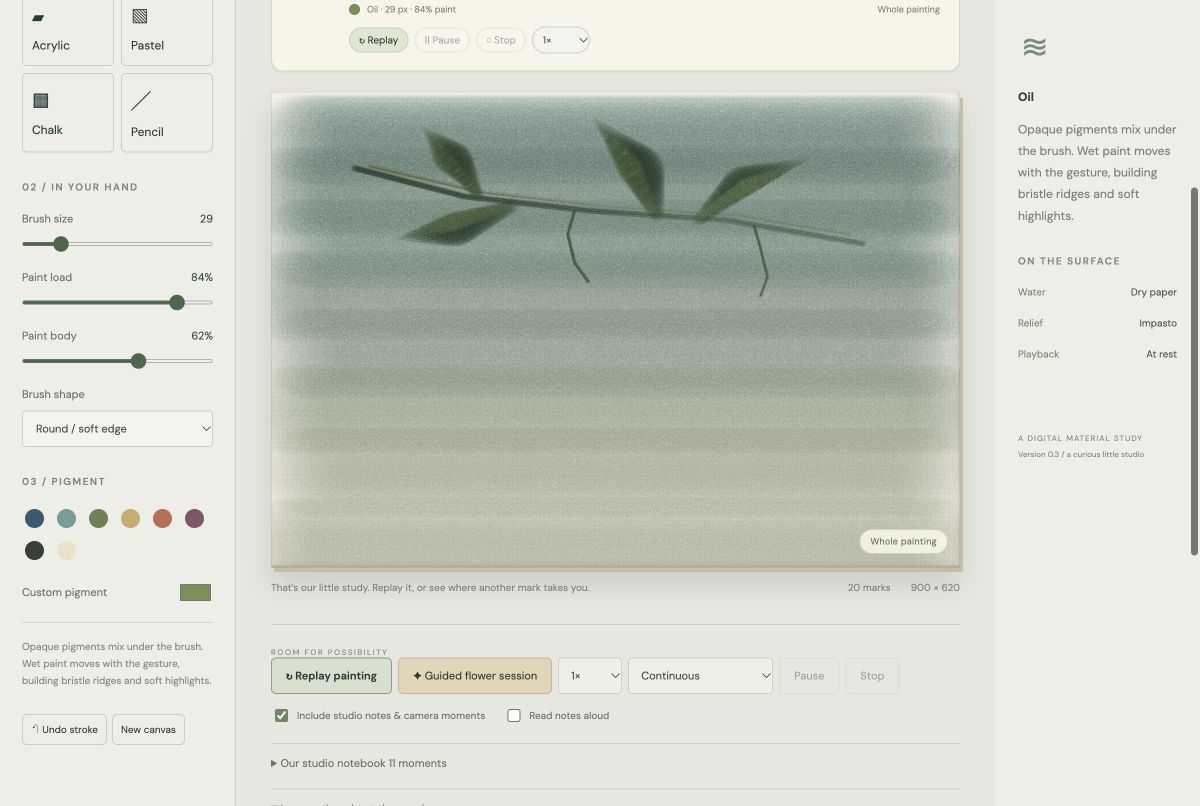 Acrylic
Pastel
Chalk
Pencil
02 / IN YOUR HAND
Brush size 29
Paint load 84%
Paint body 62%
Brush shape
Round / soft edge
03 / PIGMENT
Custom pigment
Opaque pigments mix under the brush.
Wet paint moves with the gesture,
building bristle ridges and soft highlights.
Undo stroke
New canvas
Oil · 29 px · 84% paint
Whole painting
↻ Replay
II Pause
Stop
1×
Whole painting
That's our little study. Replay it, or see where another mark takes you.
20 marks
900 × 620
ROOM FOR POSSIBILITY
↻ Replay painting
✦ Guided flower session
1×
Continuous
Pause
Stop
Include studio notes & camera moments
Read notes aloud
Our studio notebook 11 moments
Oil
Opaque pigments mix under
the brush. Wet paint moves
with the gesture, building
bristle ridges and soft
highlights.
ON THE SURFACE
Water Dry paper
Relief Impasto
Playback At rest
A DIGITAL MATERIAL STUDY
Version 0.3 / a curious little studio